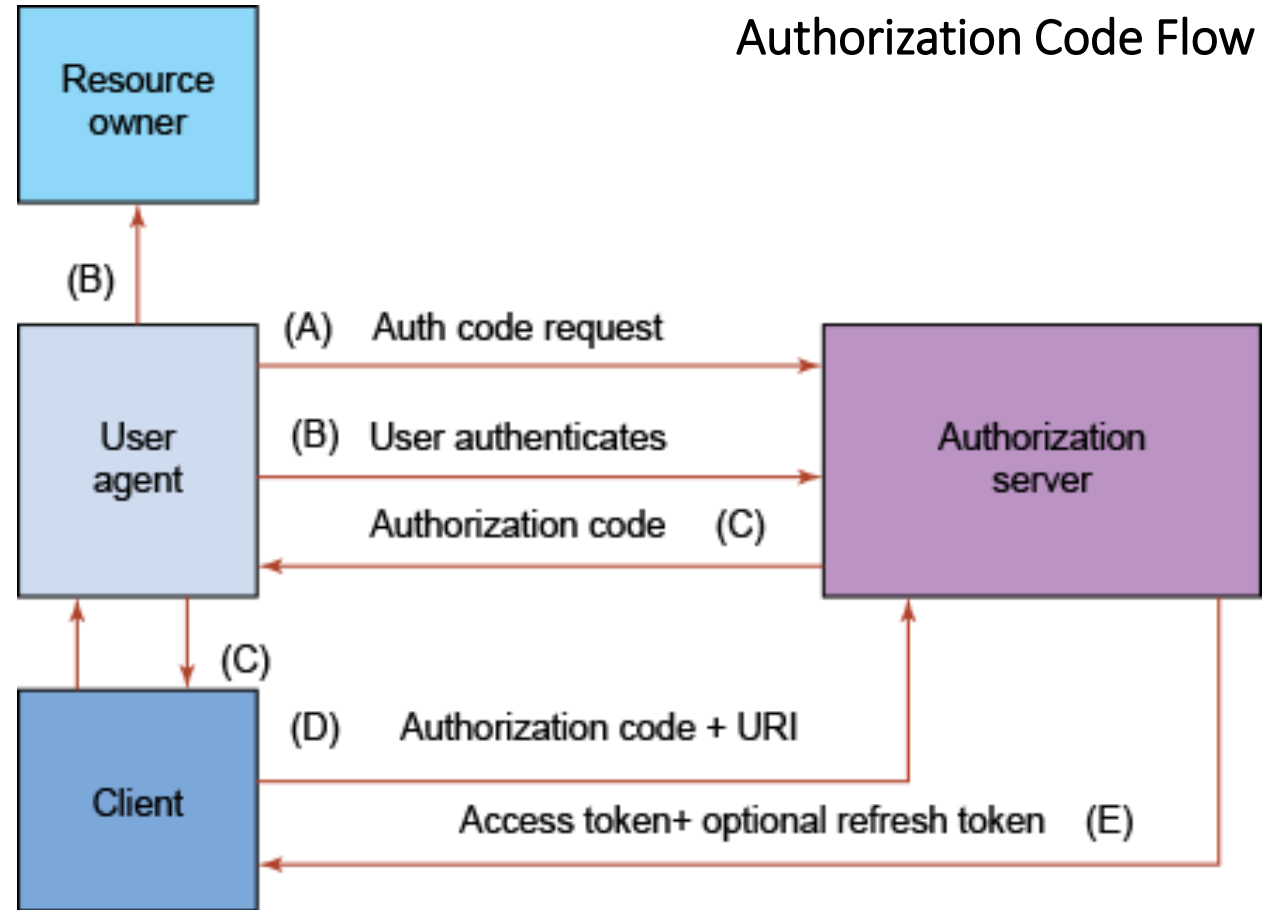 Authorization Code Flow
Resource
owner
(B)
(A) Auth code request
User
agent
(B) User authenticates
Authorization
server
Authorization code (C)
(C)
(D) Authorization code + URI
Client
Access token+ optional refresh token (E)